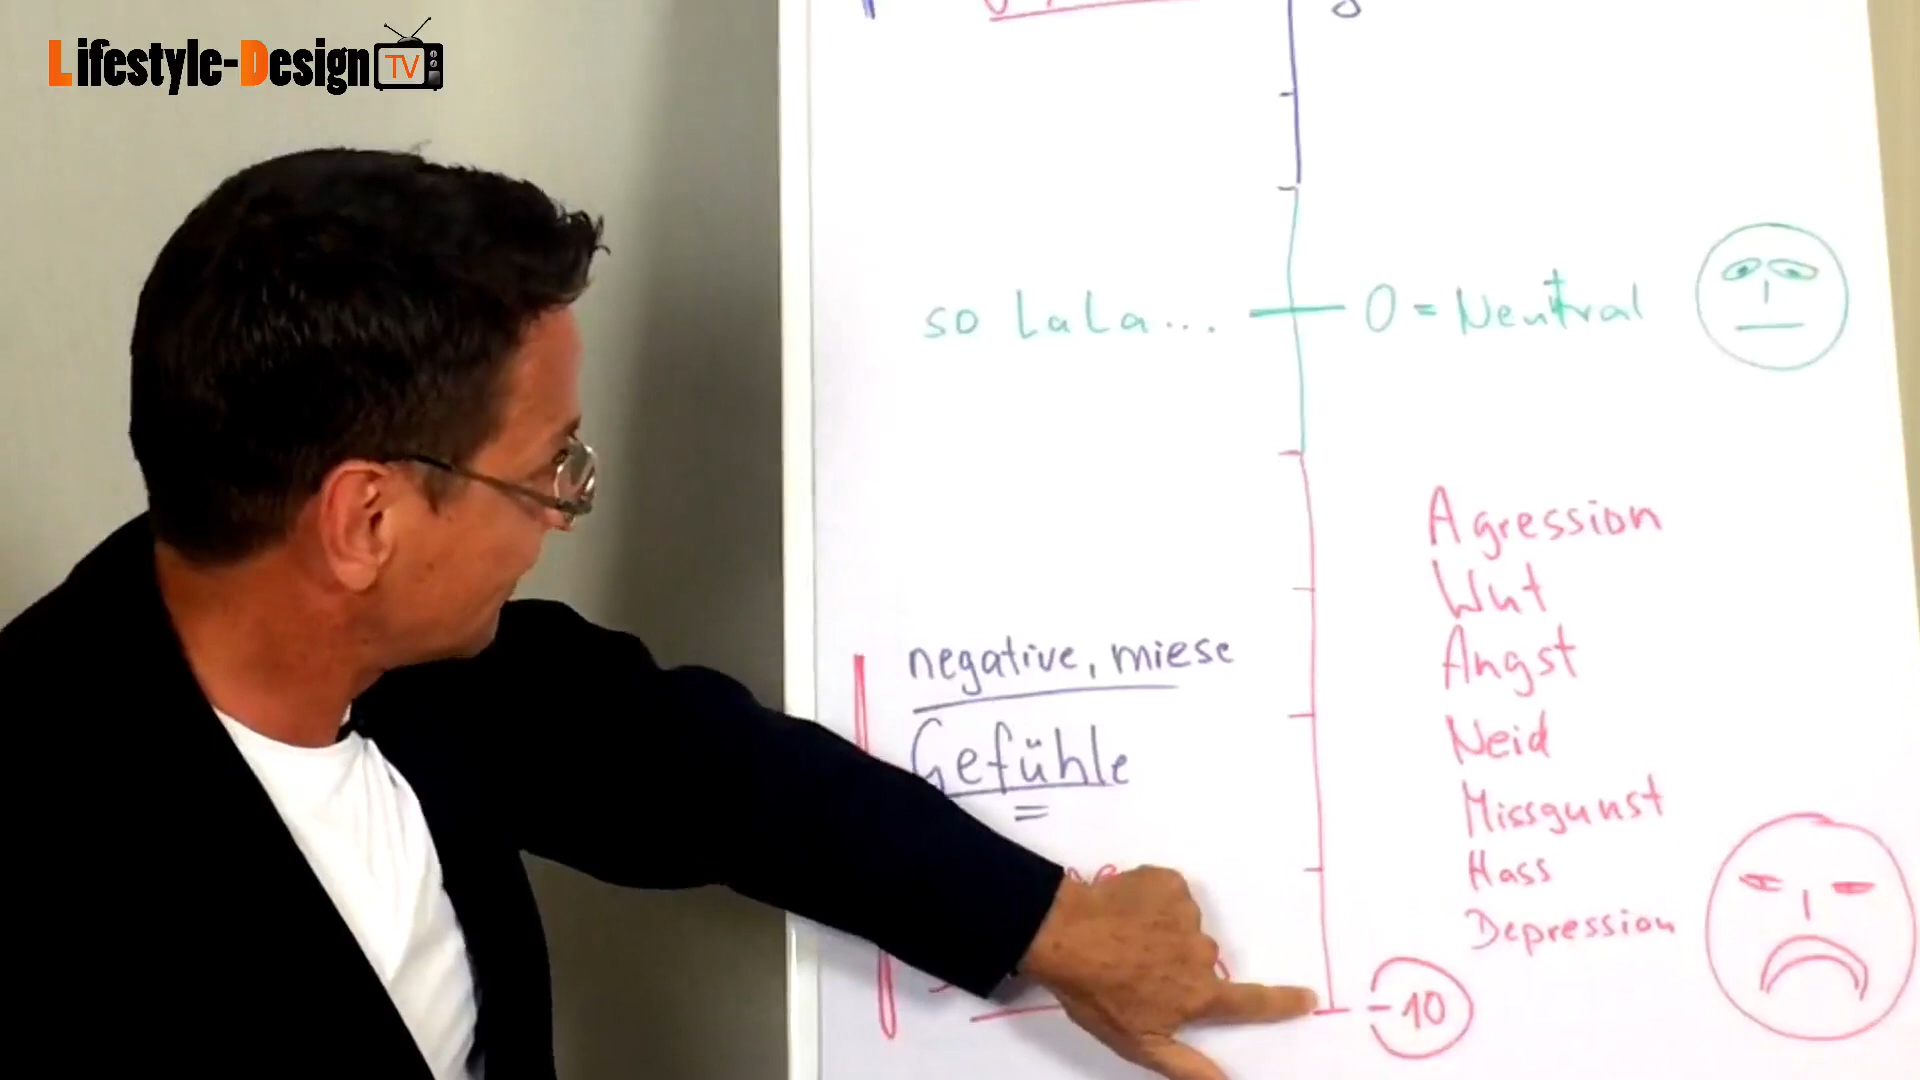 Lifestyle-Design TV
so LaLa... 0 = Neutral
Agression
Wut
Angst
negative, miese
Neid
Gefühle
=
Missgunst
Hass
Depression
-10